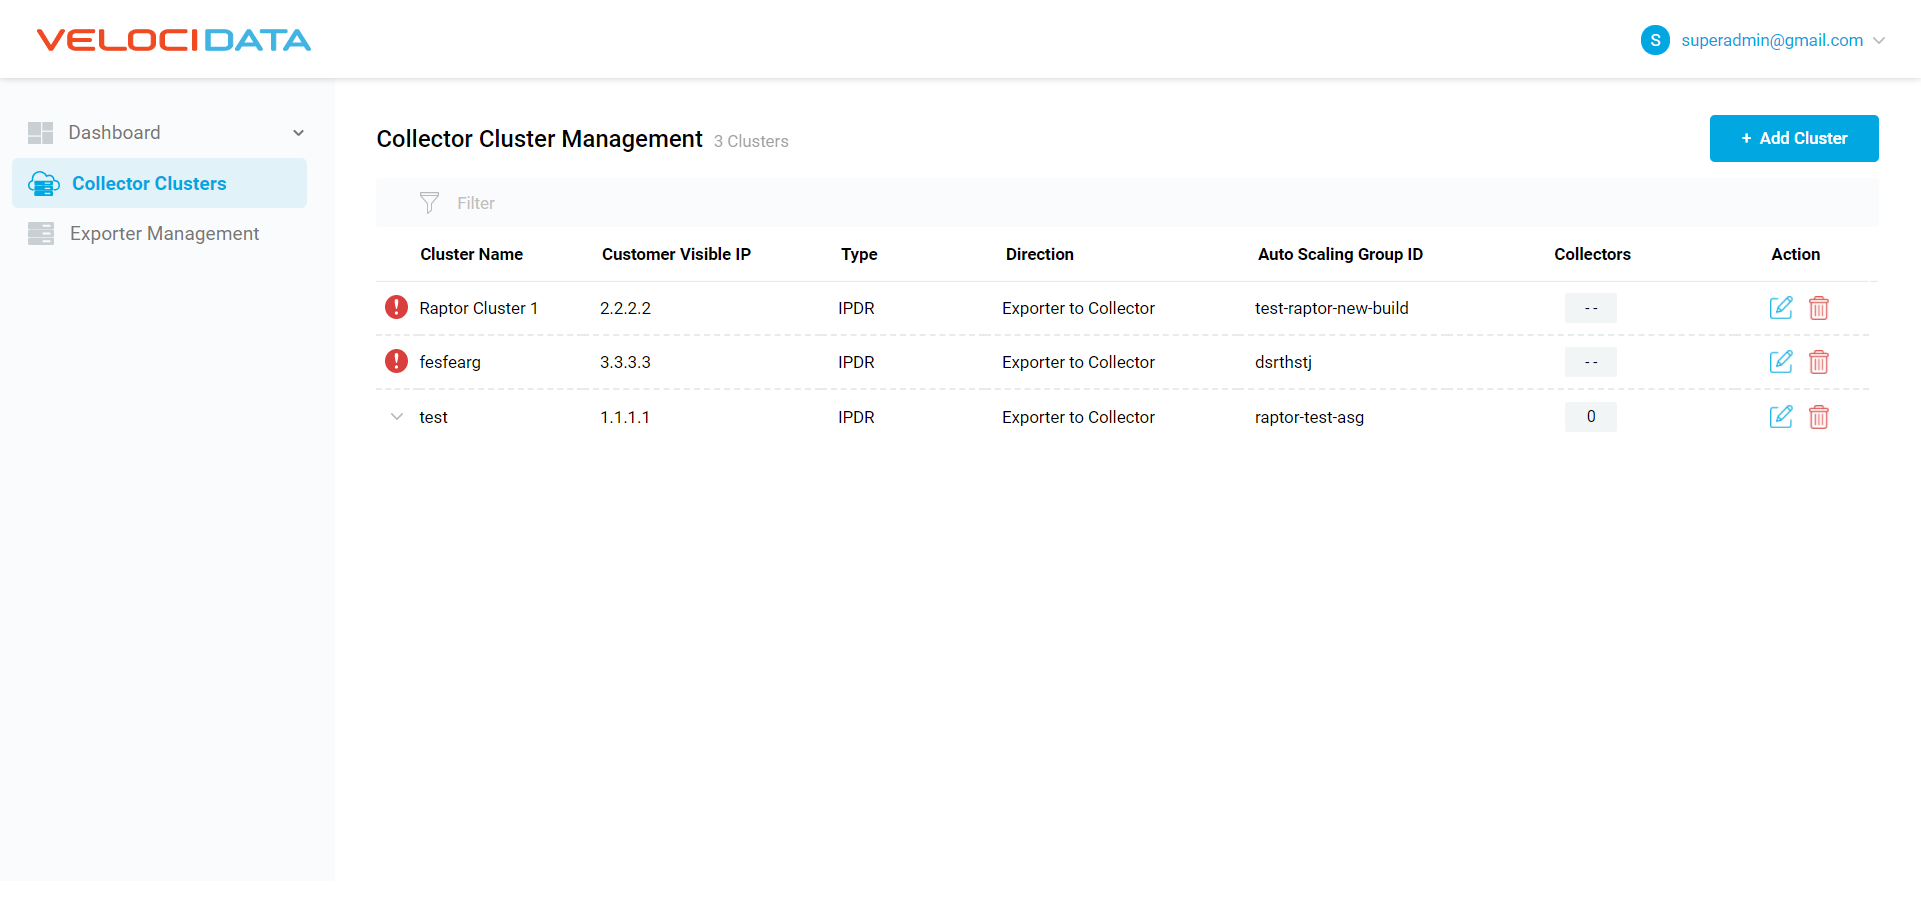 VELOCIDATA
S superadmin@gmail.com
Dashboard
Collector Clusters
Exporter Management
Collector Cluster Management 3 Clusters
+ Add Cluster
Filter
Cluster Name Customer Visible IP Type Direction Auto Scaling Group ID Collectors Action
! Raptor Cluster 1 2.2.2.2 IPDR Exporter to Collector test-raptor-new-build --
! fesfearg 3.3.3.3 IPDR Exporter to Collector dsrthstj --
test 1.1.1.1 IPDR Exporter to Collector raptor-test-asg 0